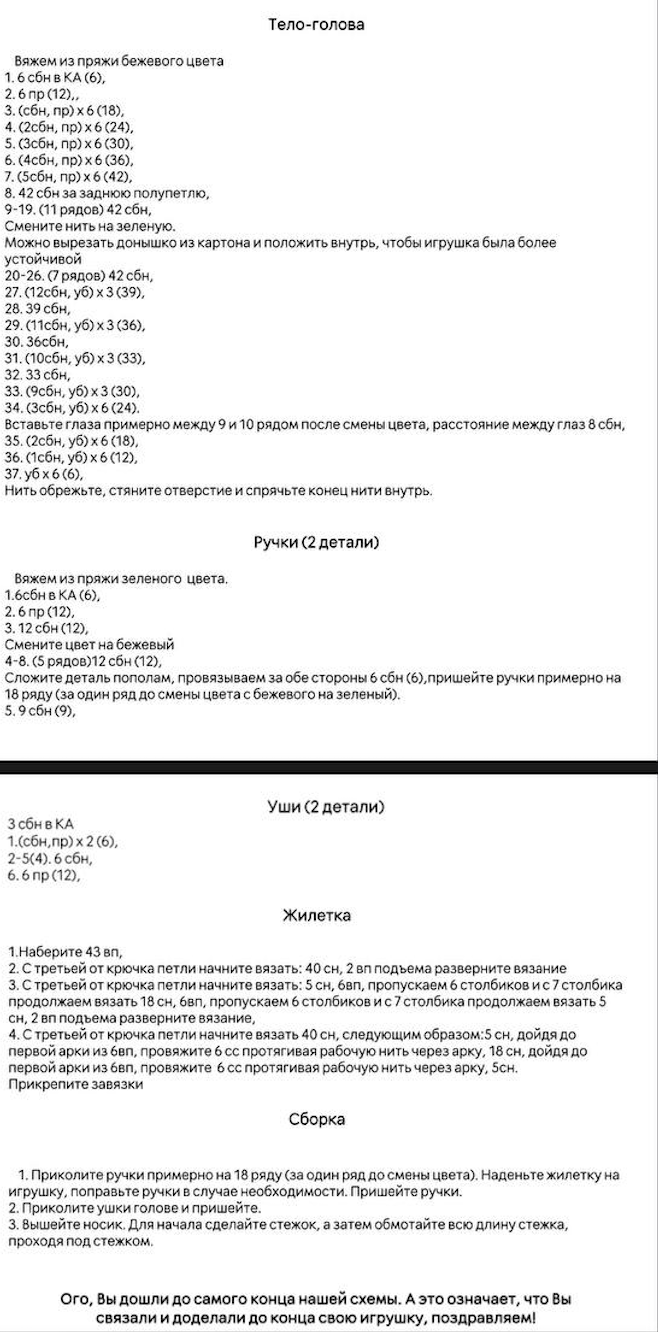 Тело-голова
Вяжем из пряжи бежевого цвета
1. 6 сбн в КА (6),
2. 6 пр (12),,
3. (сбн, пр) х 6 (18),
4. (2сбн, пр) х 6 (24),
5. (3сбн, пр) х 6 (30),
6. (4сбн, пр) х 6 (36),
7. (5сбн, пр) х 6 (42),
8. 42 сбн за заднюю полупетлю,
9-19. (11 рядов) 42 сбн,
Смените нить на зеленую.
Можно вырезать донышко из картона и положить внутрь, чтобы игрушка была более
устойчивой
20-26. (7 рядов) 42 сбн,
27. (12сбн, уб) х 3 (39),
28. 39 сбн,
29. (11сбн, уб) х 3 (36),
30. 36сбн,
31. (10сбн, уб) х 3 (33),
32. 33 сбн,
33. (9сбн, уб) х 3 (30),
34. (3сбн, уб) х 6 (24).
Вставьте глаза примерно между 9 и 10 рядом после смены цвета, расстояние между глаз 8 сбн,
35. (2сбн, уб) х 6 (18),
36. (1сбн, уб) х 6 (12),
37. уб х 6 (6),
Нить обрежьте, стяните отверстие и спрячьте конец нити внутрь.
Ручки (2 детали)
Вяжем из пряжи зеленого цвета.
1.6сбн в КА (6),
2. 6 пр (12),
3. 12 сбн (12),
Смените цвет на бежевый
4-8. (5 рядов)12 сбн (12),
Сложите деталь пополам, провязываем за обе стороны 6 сбн (6),пришейте ручки примерно на
18 ряду (за один ряд до смены цвета с бежевого на зеленый).
5. 9 сбн (9),
Уши (2 детали)
3 сбн в КА
1.(сбн,пр) х 2 (6),
2-5(4). 6 сбн,
6. 6 пр (12),
Жилетка
1.Наберите 43 вп,
2. С третьей от крючка петли начните вязать: 40 сн, 2 вп подъема разверните вязание
3. С третьей от крючка петли начните вязать: 5 сн, 6вп, пропускаем 6 столбиков и с 7 столбика
продолжаем вязать 18 сн, 6вп, пропускаем 6 столбиков и с 7 столбика продолжаем вязать 5
сн, 2 вп подъема разверните вязание,
4. С третьей от крючка петли начните вязать 40 сн, следующим образом:5 сн, дойдя до
первой арки из 6вп, провяжите 6 сс протягивая рабочую нить через арку, 18 сн, дойдя до
первой арки из 6вп, провяжите 6 сс протягивая рабочую нить через арку, 5сн.
Прикрепите завязки
Сборка
1. Приколите ручки примерно на 18 ряду (за один ряд до смены цвета). Наденьте жилетку на
игрушку, поправьте ручки в случае необходимости. Пришейте ручки.
2. Приколите ушки голове и пришейте.
3. Вышейте носик. Для начала сделайте стежок, а затем обмотайте всю длину стежка,
проходя под стежком.
Ого, Вы дошли до самого конца нашей схемы. А это означает, что Вы
связали и доделали до конца свою игрушку, поздравляем!